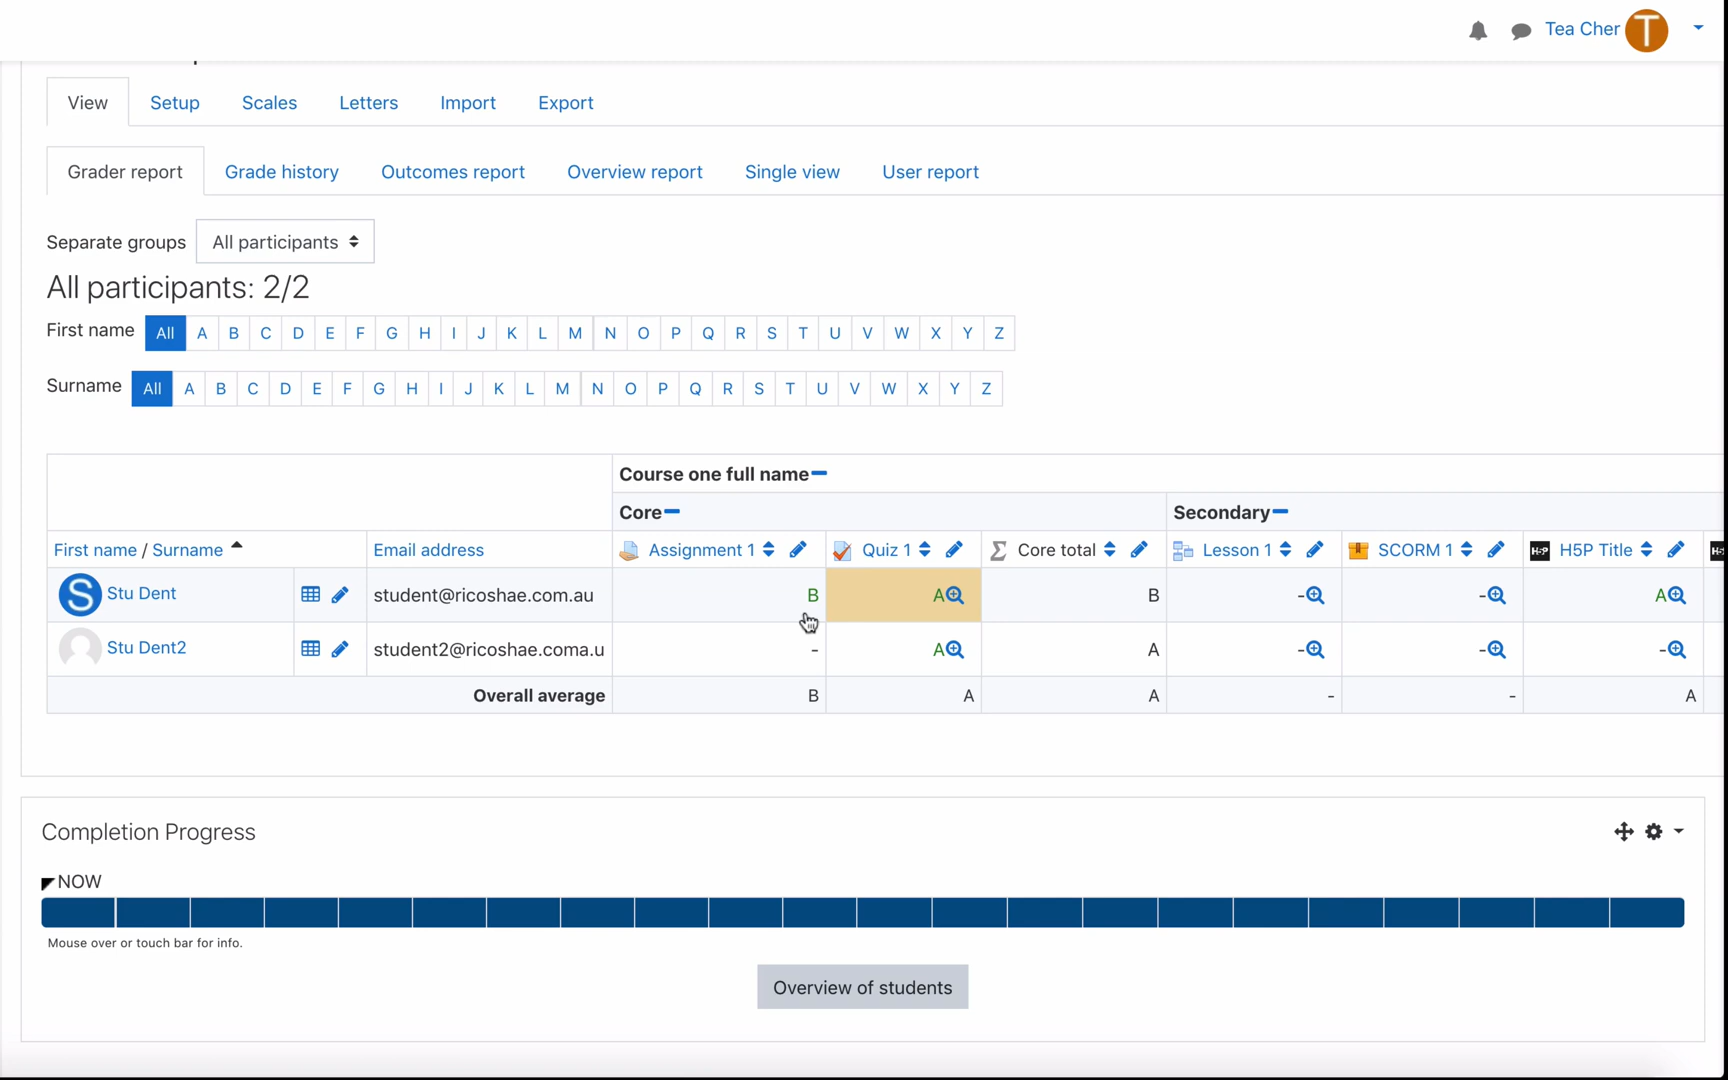 Tea Cher T
View Setup Scales Letters Import Export
Grader report Grade history Outcomes report Overview report Single view User report
Separate groups All participants
All participants: 2/2
First name All A B C D E F G H I J K L M N O P Q R S T U V W X Y Z
Surname All A B C D E F G H I J K L M N O P Q R S T U V W X Y Z
Course one full name
Core Secondary
First name / Surname Email address Assignment 1 Quiz 1 Core total Lesson 1 SCORM 1 H5P H5P Title
S Stu Dent student@ricoshae.com.au B A B - - A
Stu Dent2 student2@ricoshae.coma.u - A A - - -
Overall average B A A - - A
Completion Progress
NOW
Mouse over or touch bar for info.
Overview of students